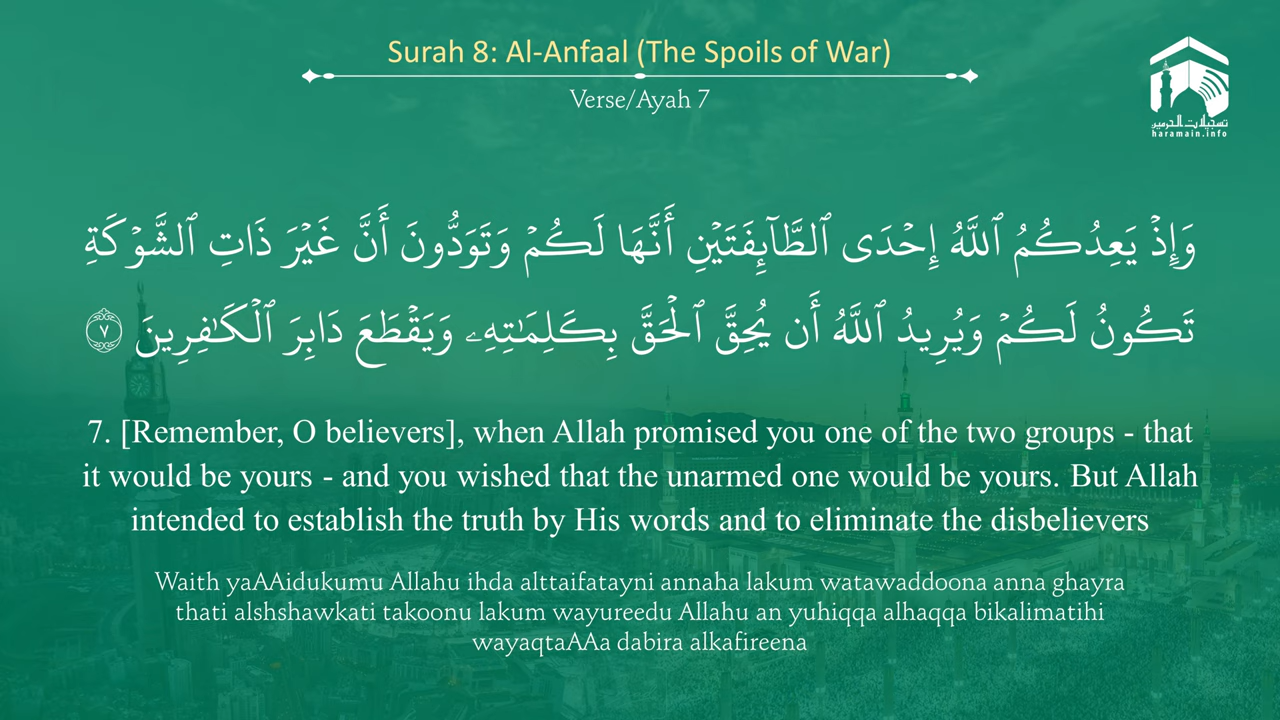 Surah 8: Al-Anfaal (The Spoils of War)
Verse/Ayah 7
تسجيلات الحرمين
haramain.info
وَإِذْ يَعِدُكُمُ ٱللَّهُ إِحْدَى ٱلطَّآئِفَتَيْنِ أَنَّهَا لَكُمْ وَتَوَدُّونَ أَنَّ غَيْرَ ذَاتِ ٱلشَّوْكَةِ
تَكُونُ لَكُمْ وَيُرِيدُ ٱللَّهُ أَن يُحِقَّ ٱلْحَقَّ بِكَلِمَـٰتِهِۦ وَيَقْطَعَ دَابِرَ ٱلْكَـٰفِرِينَ ٧
7. [Remember, O believers], when Allah promised you one of the two groups - that
it would be yours - and you wished that the unarmed one would be yours. But Allah
intended to establish the truth by His words and to eliminate the disbelievers
Waith yaAAidukumu Allahu ihda alttaifatayni annaha lakum watawaddoona anna ghayra
thati alshshawkati takoonu lakum wayureedu Allahu an yuhiqqa alhaqqa bikalimatihi
wayaqtaAAa dabira alkafireena